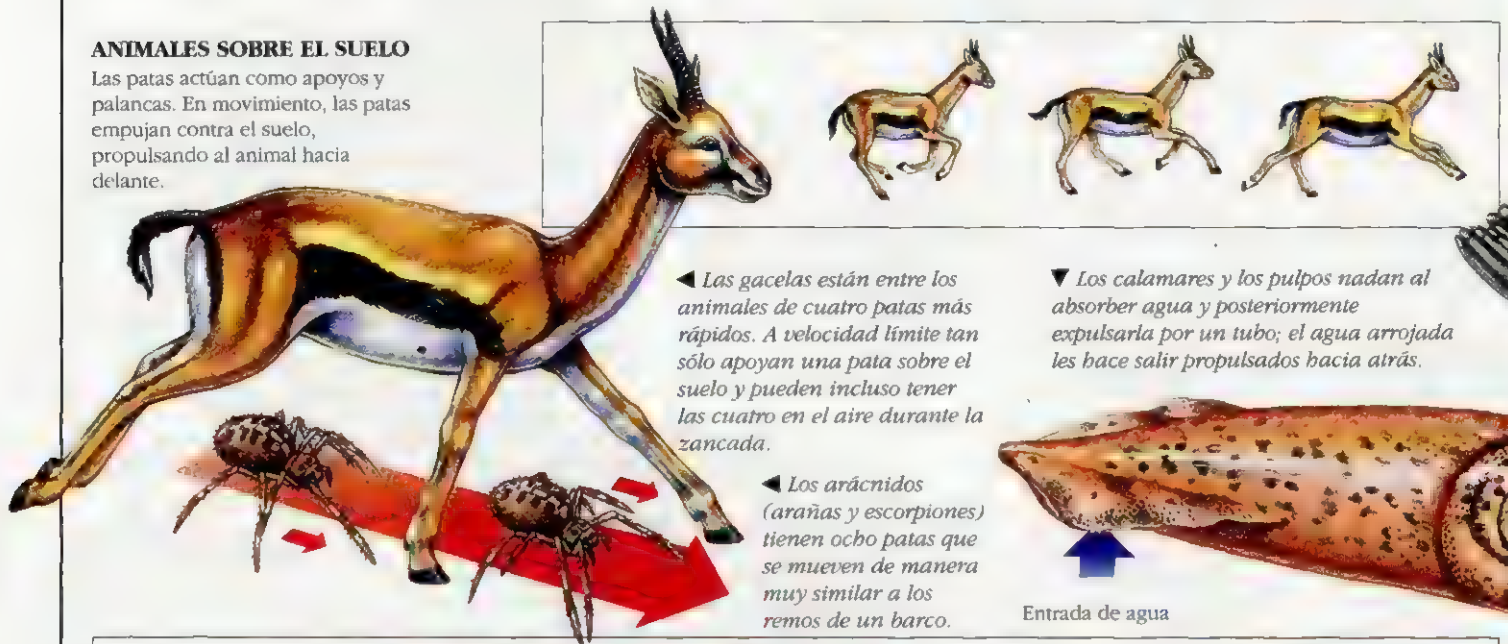 ANIMALES SOBRE EL SUELO
Las patas actúan como apoyos y
palancas. En movimiento, las patas
empujan contra el suelo,
propulsando al animal hacia
delante.
◄ Las gacelas están entre los
animales de cuatro patas más
rápidos. A velocidad límite tan
sólo apoyan una pata sobre el
suelo y pueden incluso tener
las cuatro en el aire durante la
zancada.
◄ Los arácnidos
(arañas y escorpiones)
tienen ocho patas que
se mueven de manera
muy similar a los
remos de un barco.
▼ Los calamares y los pulpos nadan al
absorber agua y posteriormente
expulsarla por un tubo; el agua arrojada
les hace salir propulsados hacia atrás.
Entrada de agua